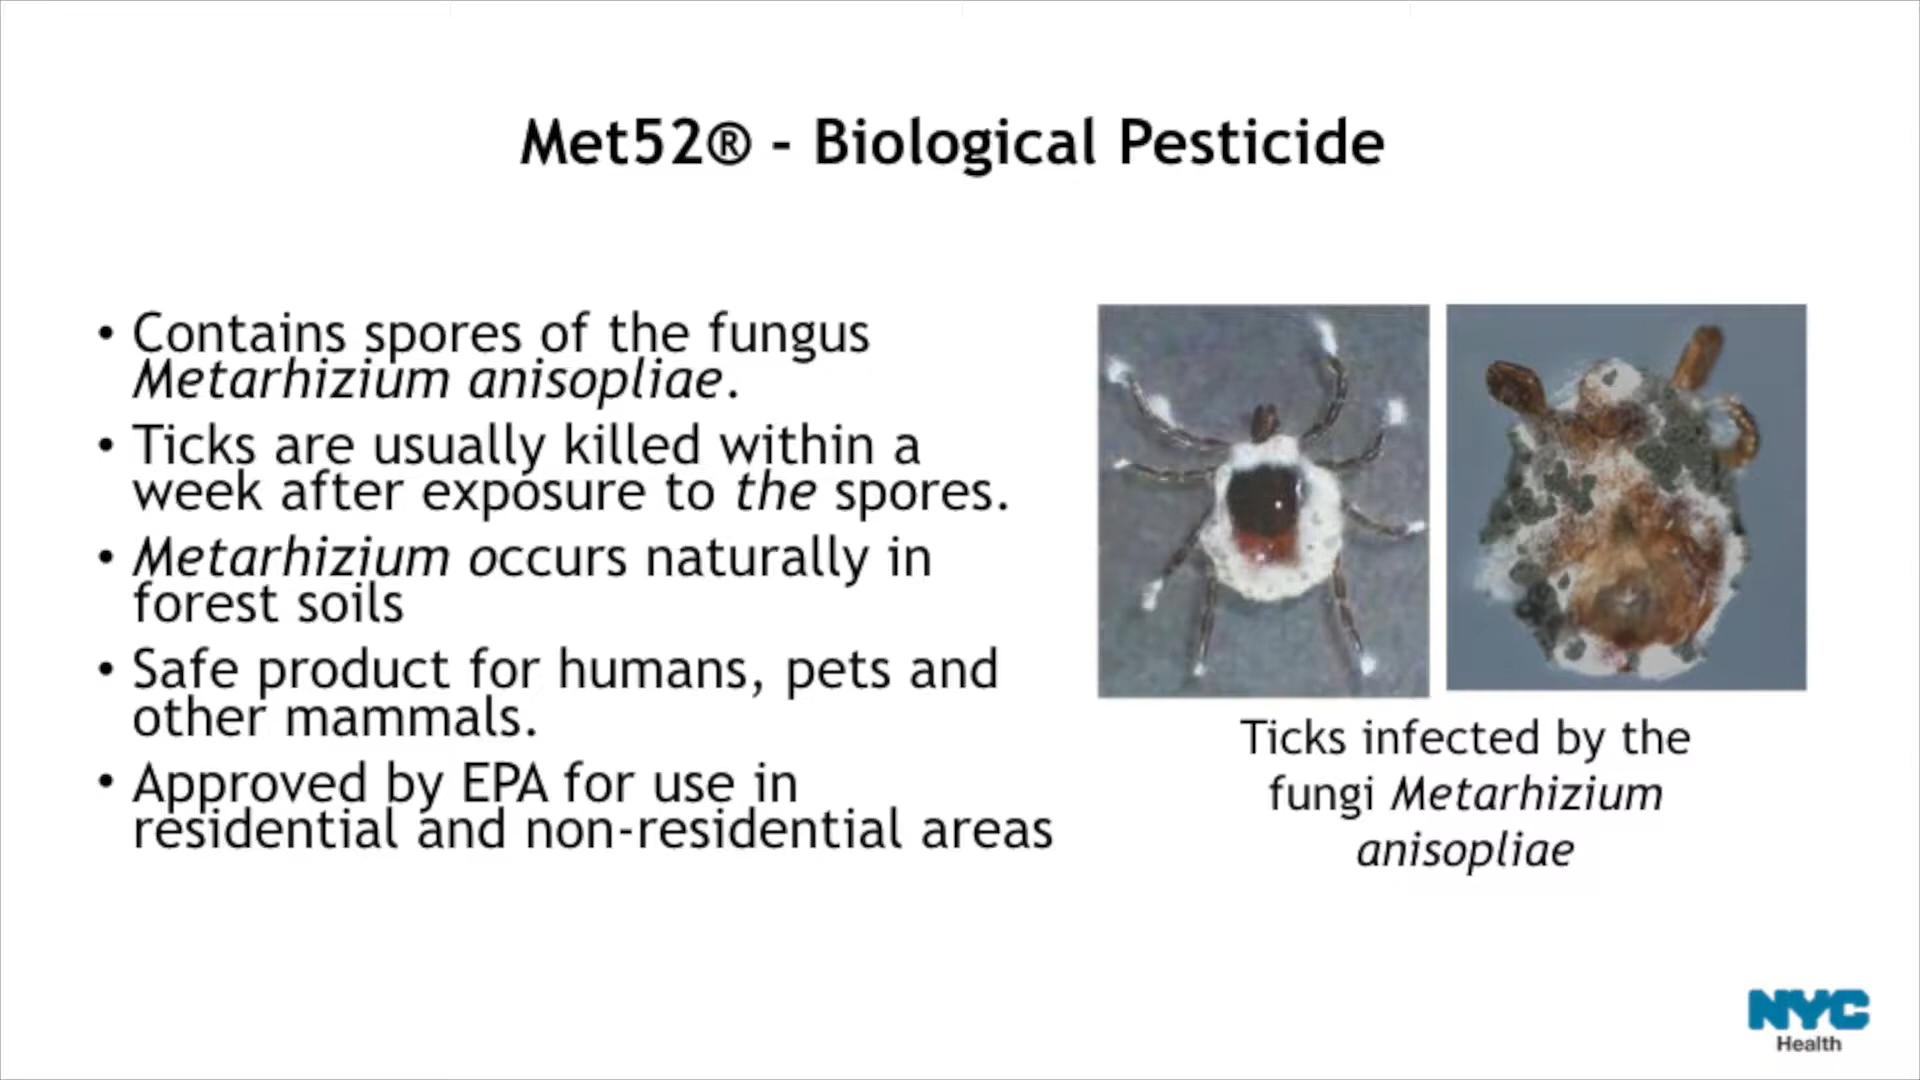 Met52® - Biological Pesticide
• Contains spores of the fungus
Metarhizium anisopliae.
• Ticks are usually killed within a
week after exposure to the spores.
• Metarhizium occurs naturally in
forest soils
• Safe product for humans, pets and
other mammals.
• Approved by EPA for use in
residential and non-residential areas
Ticks infected by the
fungi Metarhizium
anisopliae
NYC
Health